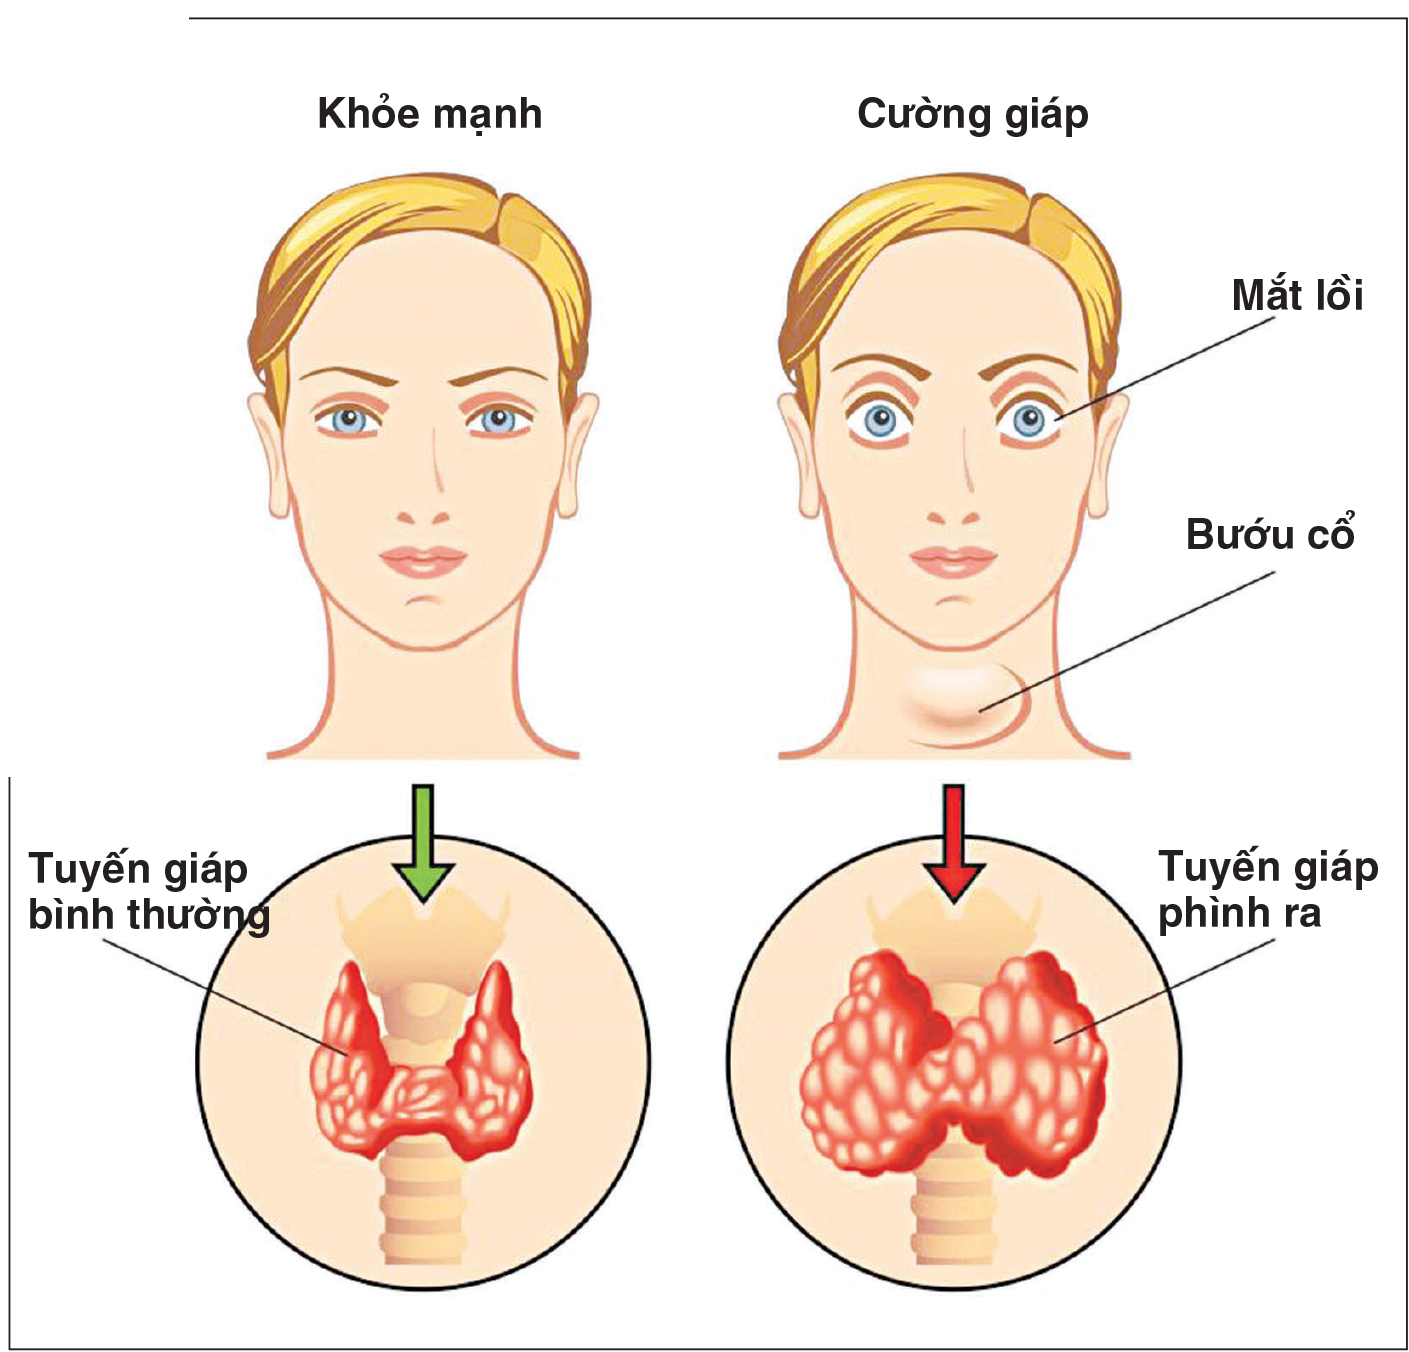 Khỏe mạnh
Cường giáp
Mắt lồi
Bướu cổ
Tuyến giáp
bình thường
Tuyến giáp
phình ra